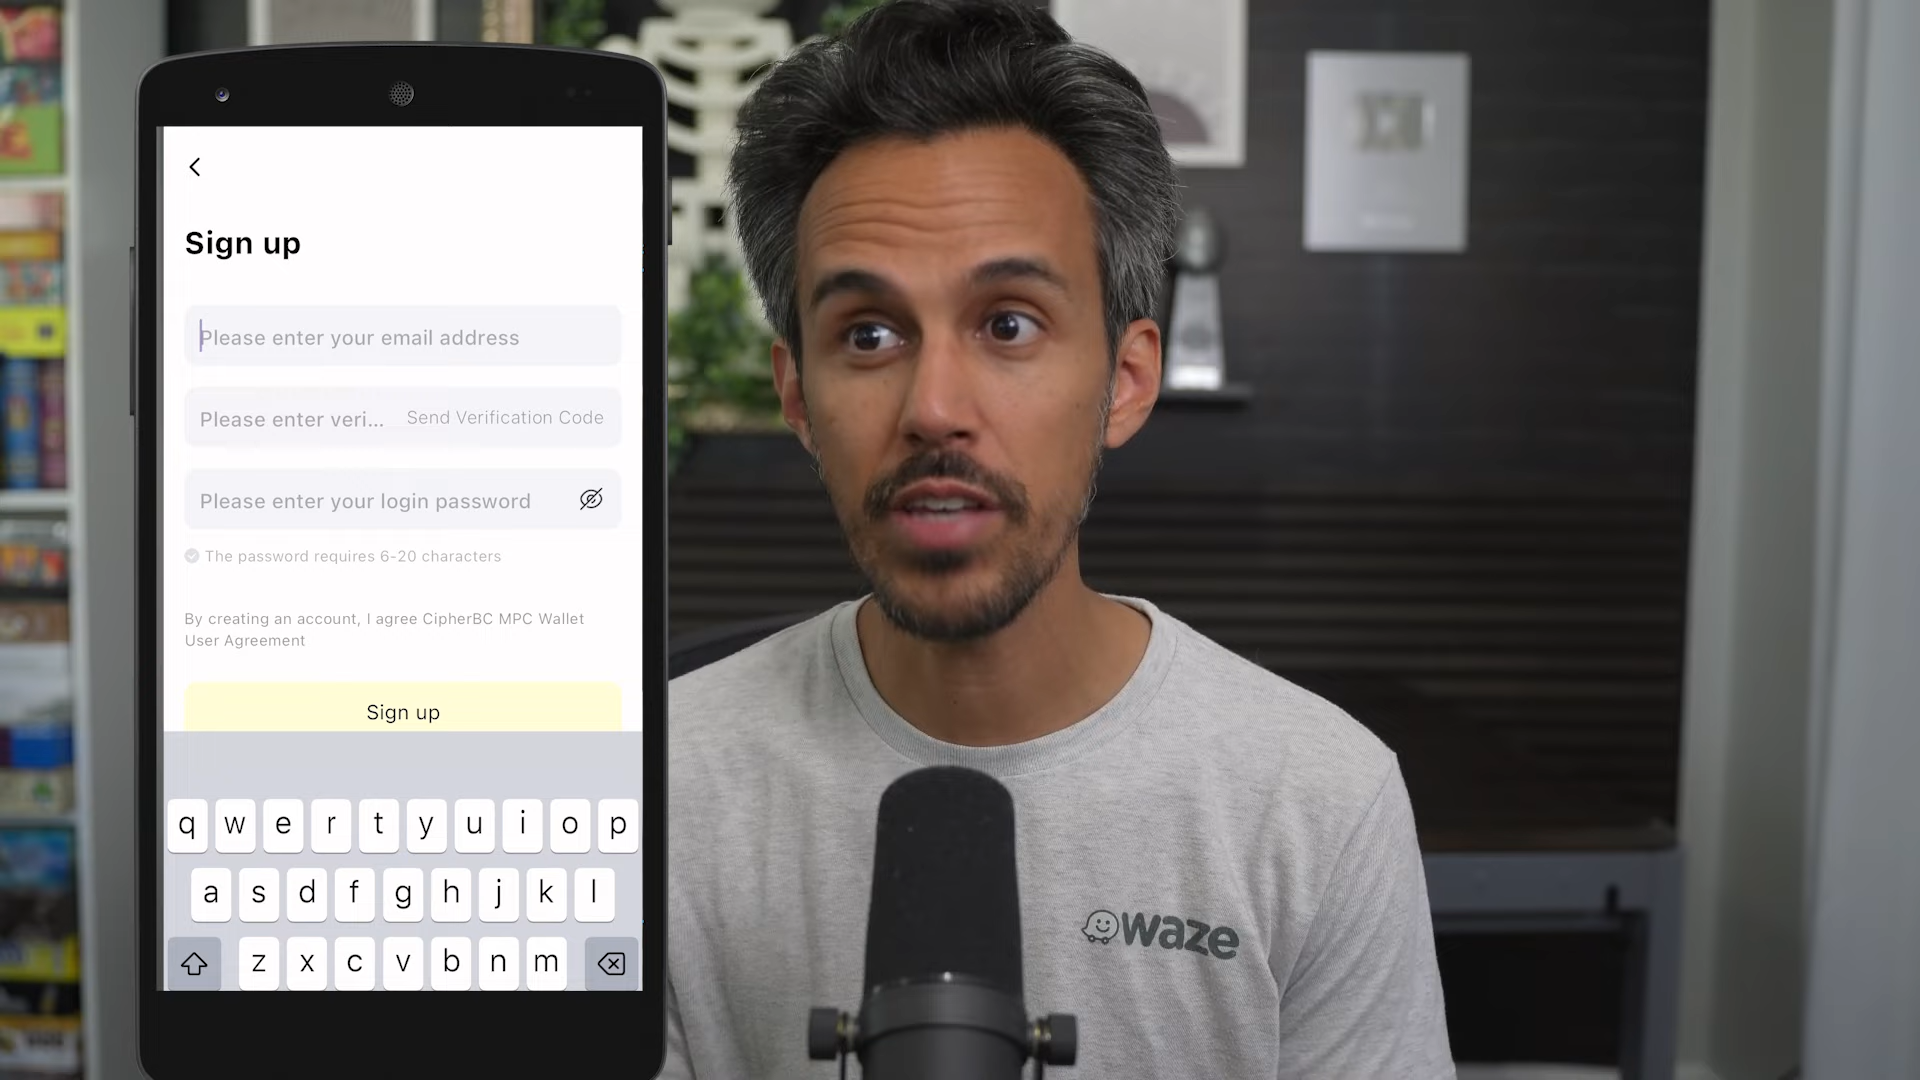 Sign up
Please enter your email address
Please enter veri... Send Verification Code
Please enter your login password
The password requires 6-20 characters
By creating an account, I agree CipherBC MPC Wallet
User Agreement
Sign up
q w e r t y u i o p
a s d f g h j k l
z x c v b n m
waze